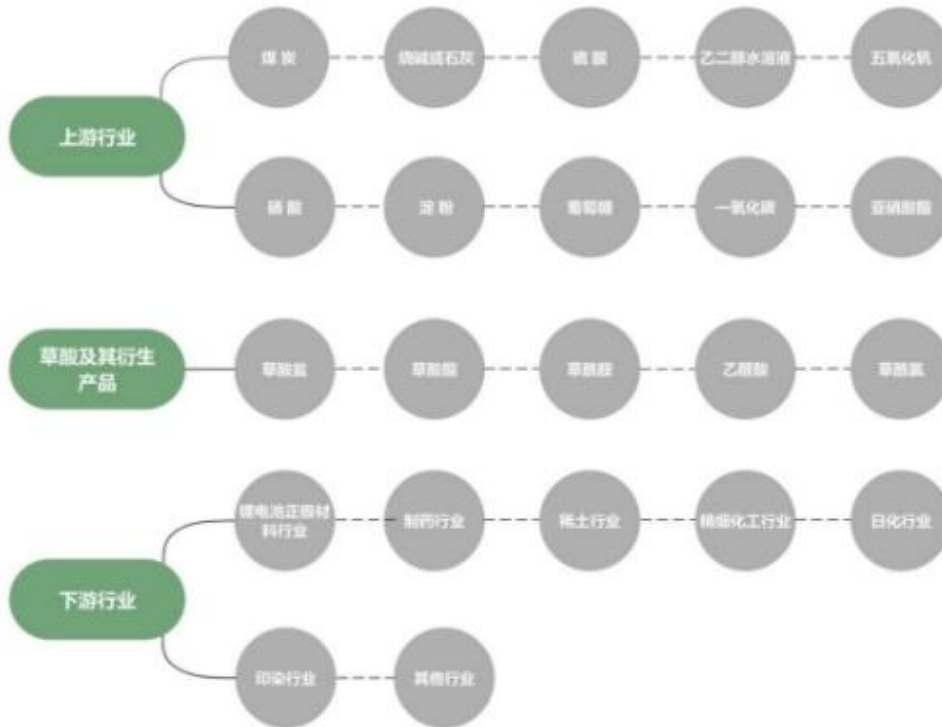 煤 炭
烧碱或石灰
硫 酸
乙二醇水溶液
五氧化钒
上游行业
硝 酸
淀 粉
葡萄糖
一氧化碳
亚硝酸酯
草酸及其衍生
产品
草酸盐
草酸酯
草酰胺
乙醛酸
草酰氯
锂电池正极材
料行业
制药行业
稀土行业
精细化工行业
日化行业
下游行业
印染行业
其他行业